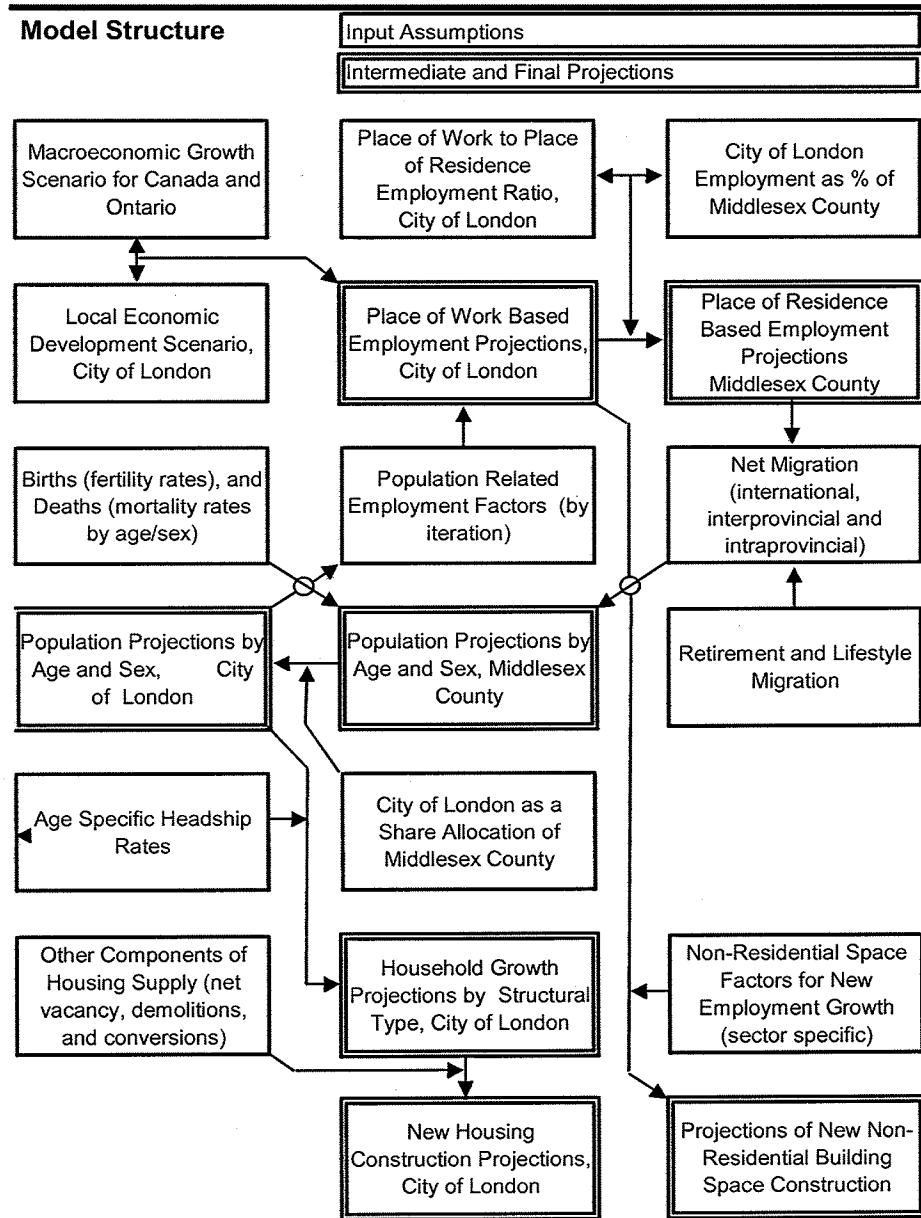 Model Structure
Input Assumptions
Intermediate and Final Projections
Macroeconomic Growth
Scenario for Canada and
Ontario
Place of Work to Place
of Residence
Employment Ratio,
City of London
City of London
Employment as % of
Middlesex County
Local Economic
Development Scenario,
City of London
Place of Work Based
Employment Projections,
City of London
Place of Residence
Based Employment
Projections
Middlesex County
Births (fertility rates), and
Deaths (mortality rates
by age/sex)
Population Related
Employment Factors (by
iteration)
Net Migration
(international,
interprovincial and
intraprovincial)
Population Projections by
Age and Sex, City
of London
Population Projections by
Age and Sex, Middlesex
County
Retirement and Lifestyle
Migration
Age Specific Headship
Rates
City of London as a
Share Allocation of
Middlesex County
Other Components of
Housing Supply (net
vacancy, demolitions,
and conversions)
Household Growth
Projections by Structural
Type, City of London
Non-Residential Space
Factors for New
Employment Growth
(sector specific)
New Housing
Construction Projections,
City of London
Projections of New Non-
Residential Building
Space Construction